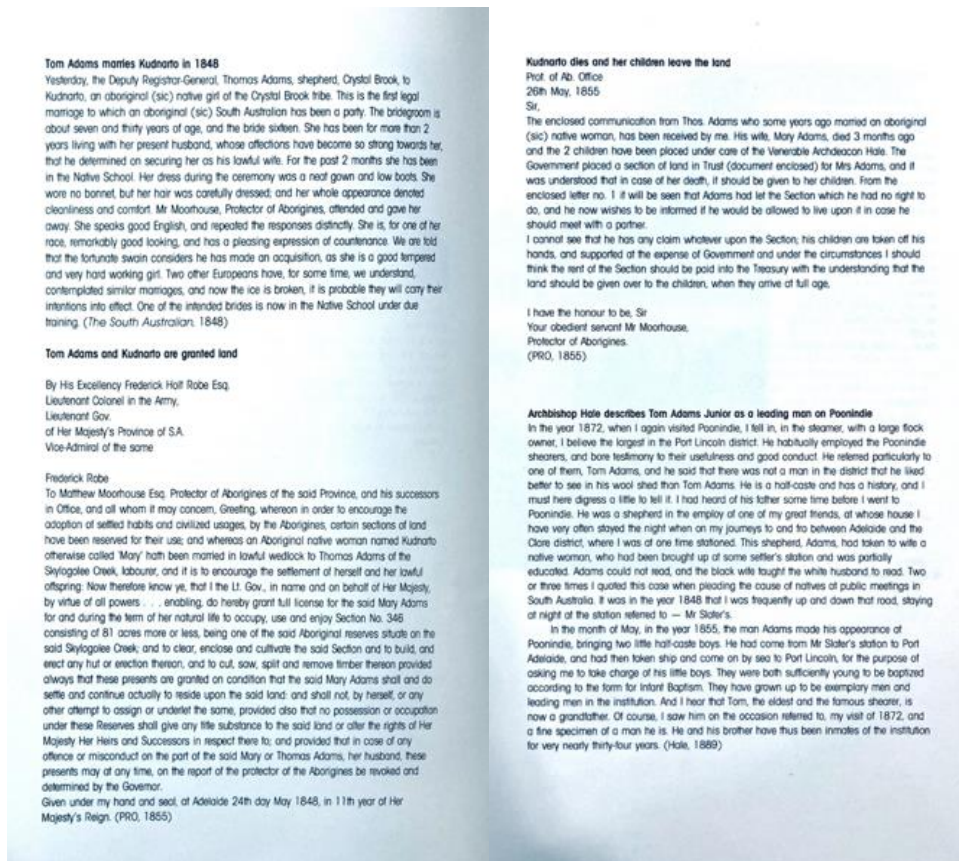 Tom Adams marries Kudnarto in 1848
Yesterday, the Deputy Registrar-General, Thomas Adams, shepherd, Crystal Brook, to
Kudnarto, an aboriginal (sic) native girl of the Crystal Brook tribe. This is the first legal
marriage to which an aboriginal (sic) South Australian has been a party. The bridegroom is
about seven and thirty years of age, and the bride sixteen. She has been for more than 2
years living with her present husband, whose affections have become so strong towards her,
that he determined on securing her as his lawful wife. For the past 2 months she has been
in the Native School. Her dress during the ceremony was a neat gown and low boots. She
wore no bonnet, but her hair was carefully dressed; and her whole appearance denoted
cleanliness and comfort. Mr Moorhouse, Protector of Aborigines, attended and gave her
away. She speaks good English, and repeated the responses distinctly. She is, for one of her
race, remarkably good looking, and has a pleasing expression of countenance. We are told
that the fortunate swain considers he has made an acquisition, as she is a good tempered
and very hard working girl. Two other Europeans have, for some time, we understand,
contemplated similar marriages, and now the ice is broken, it is probable they will carry their
intentions into effect. One of the intended brides is now in the Native School under due
training. (The South Australian, 1848)
Tom Adams and Kudnarto are granted land
By His Excellency Frederick Holt Robe Esq.
Lieutenant Colonel in the Army,
Lieutenant Gov.
of Her Majesty's Province of S.A.
Vice-Admiral of the same
Frederick Robe
To Matthew Moorhouse Esq. Protector of Aborigines of the said Province, and his successors
in Office, and all whom it may concern, Greeting, whereon in order to encourage the
adoption of settled habits and civilized usages, by the Aborigines, certain sections of land
have been reserved for their use; and whereas an Aboriginal native woman named Kudnarto
otherwise called 'Mary' hath been married in lawful wedlock to Thomas Adams of the
Skylogolee Creek, labourer, and it is to encourage the settlement of herself and her lawful
offspring: Now therefore know ye, that I the Lt. Gov., in name and on behalf of Her Majesty,
by virtue of all powers . . . enabling, do hereby grant full license for the said Mary Adams
for and during the term of her natural life to occupy, use and enjoy Section No. 346
consisting of 81 acres more or less, being one of the said Aboriginal reserves situate on the
said Skylogolee Creek; and to clear, enclose and cultivate the said Section and to build, and
erect any hut or erection thereon, and to cut, saw, split and remove timber thereon provided
always that these presents are granted on condition that the said Mary Adams shall and do
settle and continue actually to reside upon the said land: and shall not, by herself, or any
other attempt to assign or underlet the same, provided also that no possession or occupation
under these Reserves shall give any title substance to the said land or alter the rights of Her
Majesty Her Heirs and Successors in respect there to; and provided that in case of any
offence or misconduct on the part of the said Mary or Thomas Adams, her husband, these
presents may at any time, on the report of the protector of the Aborigines be revoked and
determined by the Governor.
Given under my hand and seal, at Adelaide 24th day May 1848, in 11th year of Her
Majesty's Reign. (PRO, 1855)
Kudnarto dies and her children leave the land
Prot. of Ab. Office
26th May, 1855
Sir,
The enclosed communication from Thos. Adams who some years ago married an aboriginal
(sic) native woman, has been received by me. His wife, Mary Adams, died 3 months ago
and the 2 children have been placed under care of the Venerable Archdeacon Hale. The
Government placed a section of land in Trust (document enclosed) for Mrs Adams, and it
was understood that in case of her death, it should be given to her children. From the
enclosed letter no. 1 it will be seen that Adams had let the Section which he had no right to
do, and he now wishes to be informed if he would be allowed to live upon it in case he
should meet with a partner.
I cannot see that he has any claim whatever upon the Section; his children are taken off his
hands, and supported at the expense of Government and under the circumstances I should
think the rent of the Section should be paid into the Treasury with the understanding that the
land should be given over to the children, when they arrive at full age.
I have the honour to be, Sir
Your obedient servant Mr Moorhouse,
Protector of Aborigines.
(PRO, 1855)
Archbishop Hale describes Tom Adams Junior as a leading man on Poonindie
In the year 1872, when I again visited Poonindie, I fell in, in the steamer, with a large flock
owner, I believe the largest in the Port Lincoln district. He habitually employed the Poonindie
shearers, and bore testimony to their usefulness and good conduct. He referred particularly to
one of them, Tom Adams, and he said that there was not a man in the district that he liked
better to see in his wool shed than Tom Adams. He is a half-caste and has a history, and I
must here digress a little to tell it. I had heard of his father some time before I went to
Poonindie. He was a shepherd in the employ of one of my great friends, at whose house I
have very often stayed the night when on my journeys to and fro between Adelaide and the
Clare district, where I was at one time stationed. This shepherd, Adams, had taken to wife a
native woman, who had been brought up at some settler's station and was partially
educated. Adams could not read, and the black wife taught the white husband to read. Two
or three times I quoted this case when pleading the cause of natives at public meetings in
South Australia. It was in the year 1848 that I was frequently up and down that road, staying
at night at the station referred to — Mr Slater's.
In the month of May, in the year 1855, the man Adams made his appearance at
Poonindie, bringing two little half-caste boys. He had come from Mr Slater's station to Port
Adelaide, and had then taken ship and come on by sea to Port Lincoln, for the purpose of
asking me to take charge of his little boys. They were both sufficiently young to be baptized
according to the form for Infant Baptism. They have grown up to be exemplary men and
leading men in the institution. And I hear that Tom, the eldest and the famous shearer, is
now a grandfather. Of course, I saw him on the occasion referred to, my visit of 1872, and
a fine specimen of a man he is. He and his brother have thus been inmates of the institution
for very nearly thirty-four years. (Hale, 1889)